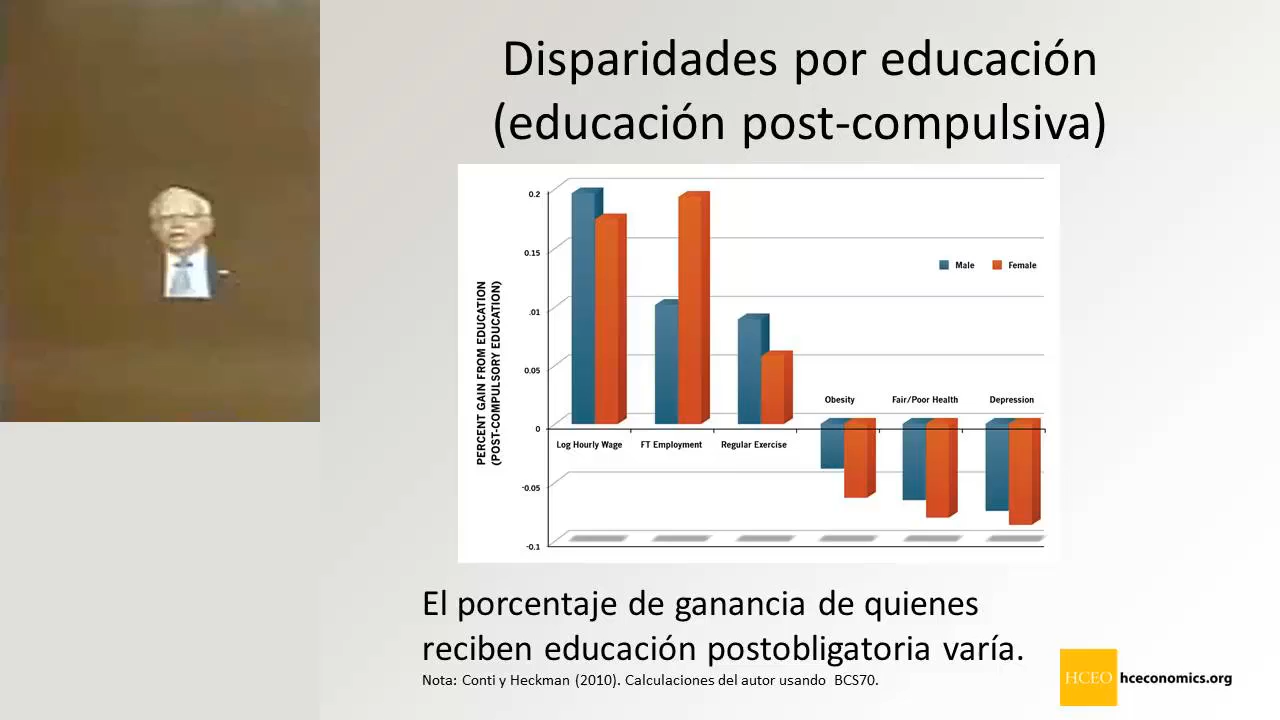 Disparidades por educación
(educación post-compulsiva)
PERCENT GAIN FROM EDUCATION
(POST-COMPULSORY EDUCATION)
0.2
0.15
.01
0.05
0
-0.05
-0.1
Male Female
Obesity Fair/Poor Health Depression
Log Hourly Wage FT Employment Regular Exercise
El porcentaje de ganancia de quienes
reciben educación postobligatoria varía.
Nota: Conti y Heckman (2010). Calculaciones del autor usando BCS70.
HCEO hceconomics.org